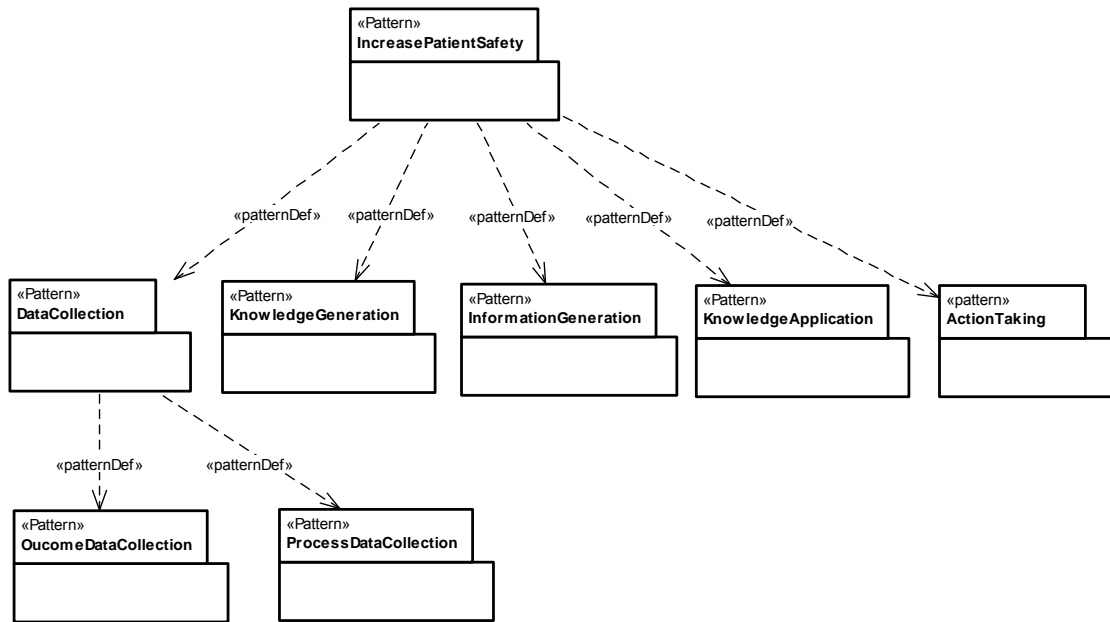 «Pattern»
IncreasePatientSafety
«patternDef»
«patternDef»
«patternDef»
«patternDef»
«patternDef»
«Pattern»
DataCollection
«Pattern»
KnowledgeGeneration
«Pattern»
InformationGeneration
«Pattern»
KnowledgeApplication
«pattern»
ActionTaking
«patternDef»
«patternDef»
«Pattern»
OucomeDataCollection
«Pattern»
ProcessDataCollection